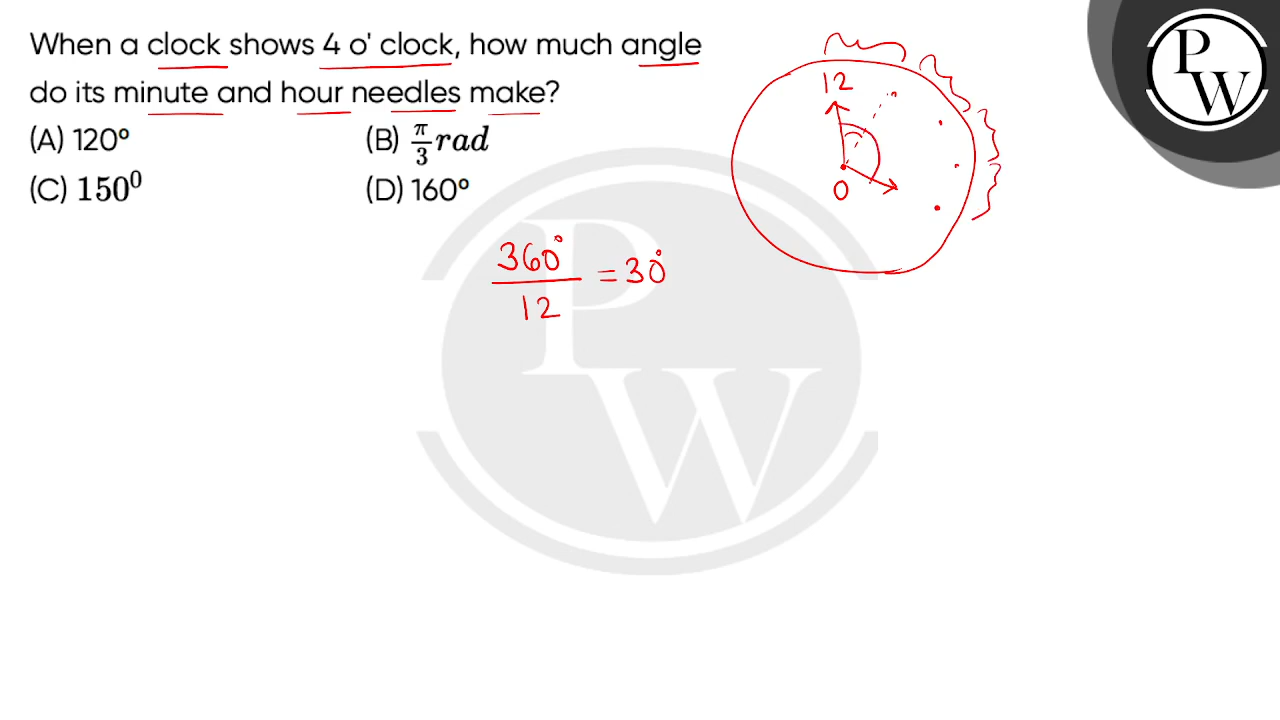 When a clock shows 4 o' clock, how much angle
do its minute and hour needles make?
(A) 120° (B) π/3 rad
(C) 150⁰ (D) 160°
360°/12 = 30°
12
O
P
W
P
W